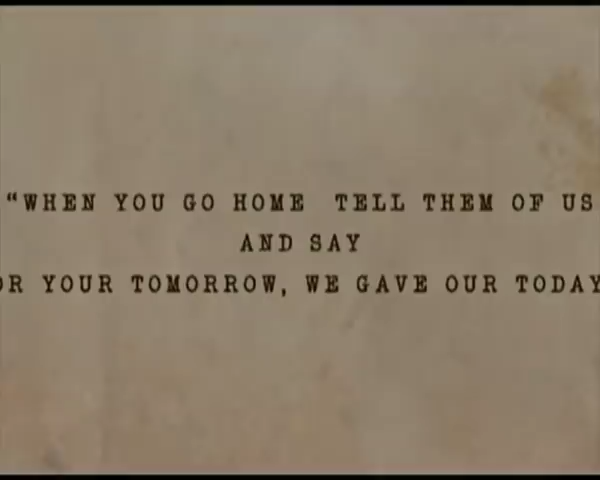 “WHEN YOU GO HOME TELL THEM OF US
AND SAY
OR YOUR TOMORROW, WE GAVE OUR TODAY